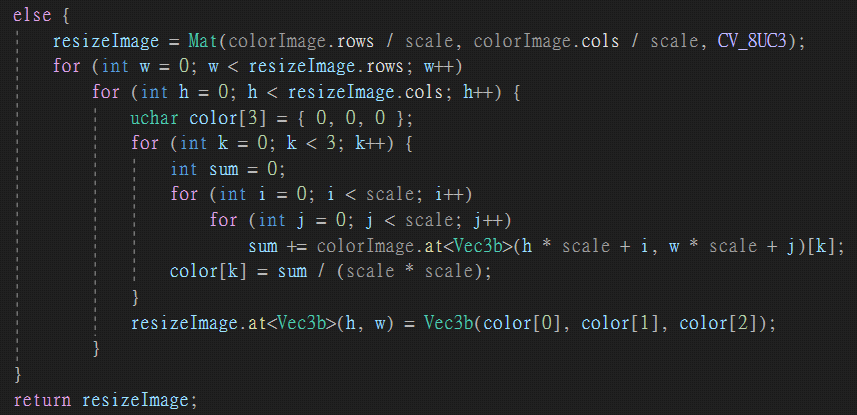 else {
    resizeImage = Mat(colorImage.rows / scale, colorImage.cols / scale, CV_8UC3);
    for (int w = 0; w < resizeImage.rows; w++)
        for (int h = 0; h < resizeImage.cols; h++) {
            uchar color[3] = { 0, 0, 0 };
            for (int k = 0; k < 3; k++) {
                int sum = 0;
                for (int i = 0; i < scale; i++)
                    for (int j = 0; j < scale; j++)
                        sum += colorImage.at<Vec3b>(h * scale + i, w * scale + j)[k];
                color[k] = sum / (scale * scale);
            }
            resizeImage.at<Vec3b>(h, w) = Vec3b(color[0], color[1], color[2]);
        }
}
return resizeImage;